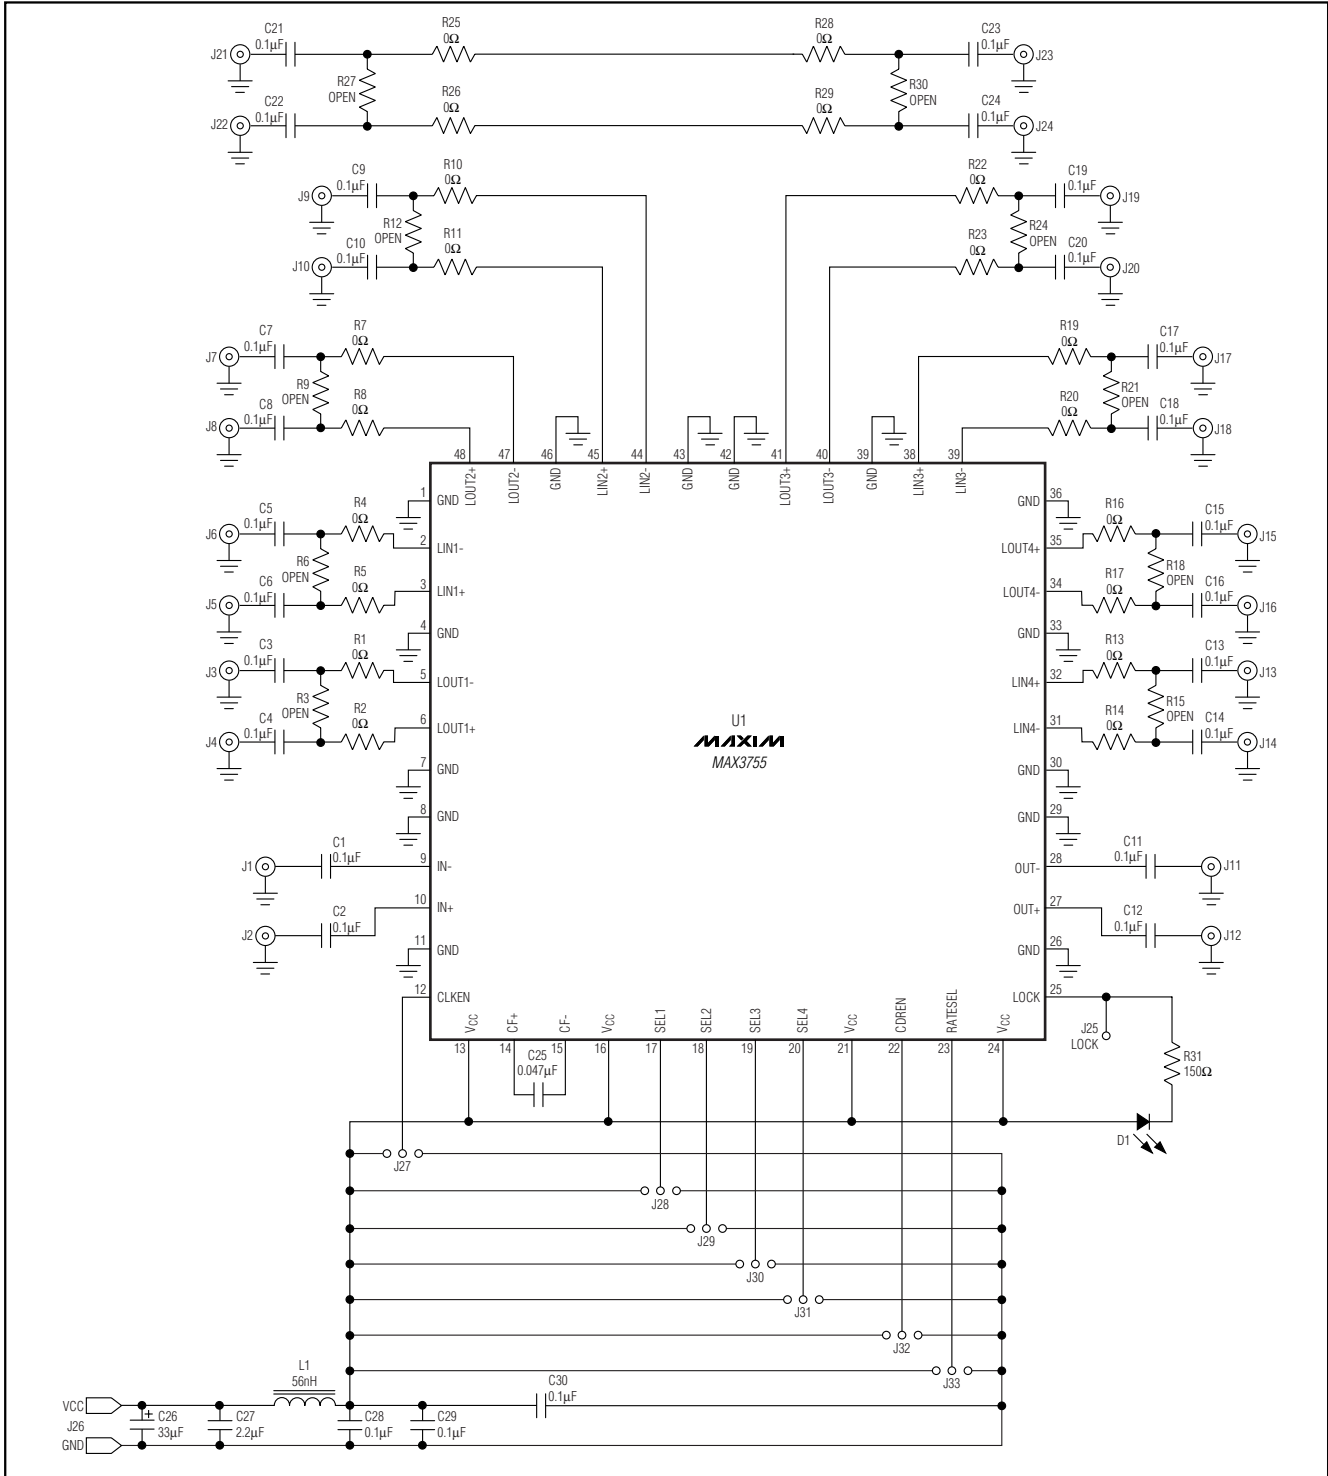 C21
0.1µF
R25
0Ω
R28
0Ω
C23
0.1µF
J21
J23
R27
OPEN
R30
OPEN
C22
0.1µF
R26
0Ω
R29
0Ω
C24
0.1µF
J22
J24
C9
0.1µF
R10
0Ω
R22
0Ω
C19
0.1µF
J9
J19
R12
OPEN
R24
OPEN
C10
0.1µF
R11
0Ω
R23
0Ω
C20
0.1µF
J10
J20
C7
0.1µF
R7
0Ω
R19
0Ω
C17
0.1µF
J7
J17
R9
OPEN
R21
OPEN
C8
0.1µF
R8
0Ω
R20
0Ω
C18
0.1µF
J8
J18
48 47 46 45 44 43 42 41 40 39 38 39
LOUT2+ LOUT2- GND LIN2+ LIN2- GND GND LOUT3+ LOUT3- GND LIN3+ LIN3-
1 GND
GND 36
C5
0.1µF
R4
0Ω
R16
0Ω
C15
0.1µF
J6
J15
2 LIN1-
LOUT4+ 35
R6
OPEN
R18
OPEN
C6
0.1µF
R5
0Ω
R17
0Ω
C16
0.1µF
3 LIN1+
LOUT4- 34
J5
J16
4 GND
GND 33
C3
0.1µF
R1
0Ω
R13
0Ω
C13
0.1µF
J3
J13
5 LOUT1-
LIN4+ 32
R3
OPEN
R15
OPEN
C4
0.1µF
R2
0Ω
R14
0Ω
C14
0.1µF
6 LOUT1+
LIN4- 31
J4
J14
U1
MAXIM
MAX3755
7 GND
GND 30
8 GND
GND 29
C1
0.1µF
C11
0.1µF
J1
9 IN-
OUT- 28
J11
10 IN+
OUT+ 27
C2
0.1µF
C12
0.1µF
J2
J12
11 GND
GND 26
12 CLKEN
LOCK 25
VCC CF+ CF- VCC SEL1 SEL2 SEL3 SEL4 VCC CDREN RATESEL VCC
13 14 15 16 17 18 19 20 21 22 23 24
J25
LOCK
C25
0.047µF
R31
150Ω
D1
J27
J28
J29
J30
J31
J32
J33
L1
56nH
C30
0.1µF
VCC
J26
GND
+
C26
33µF
C27
2.2µF
C28
0.1µF
C29
0.1µF